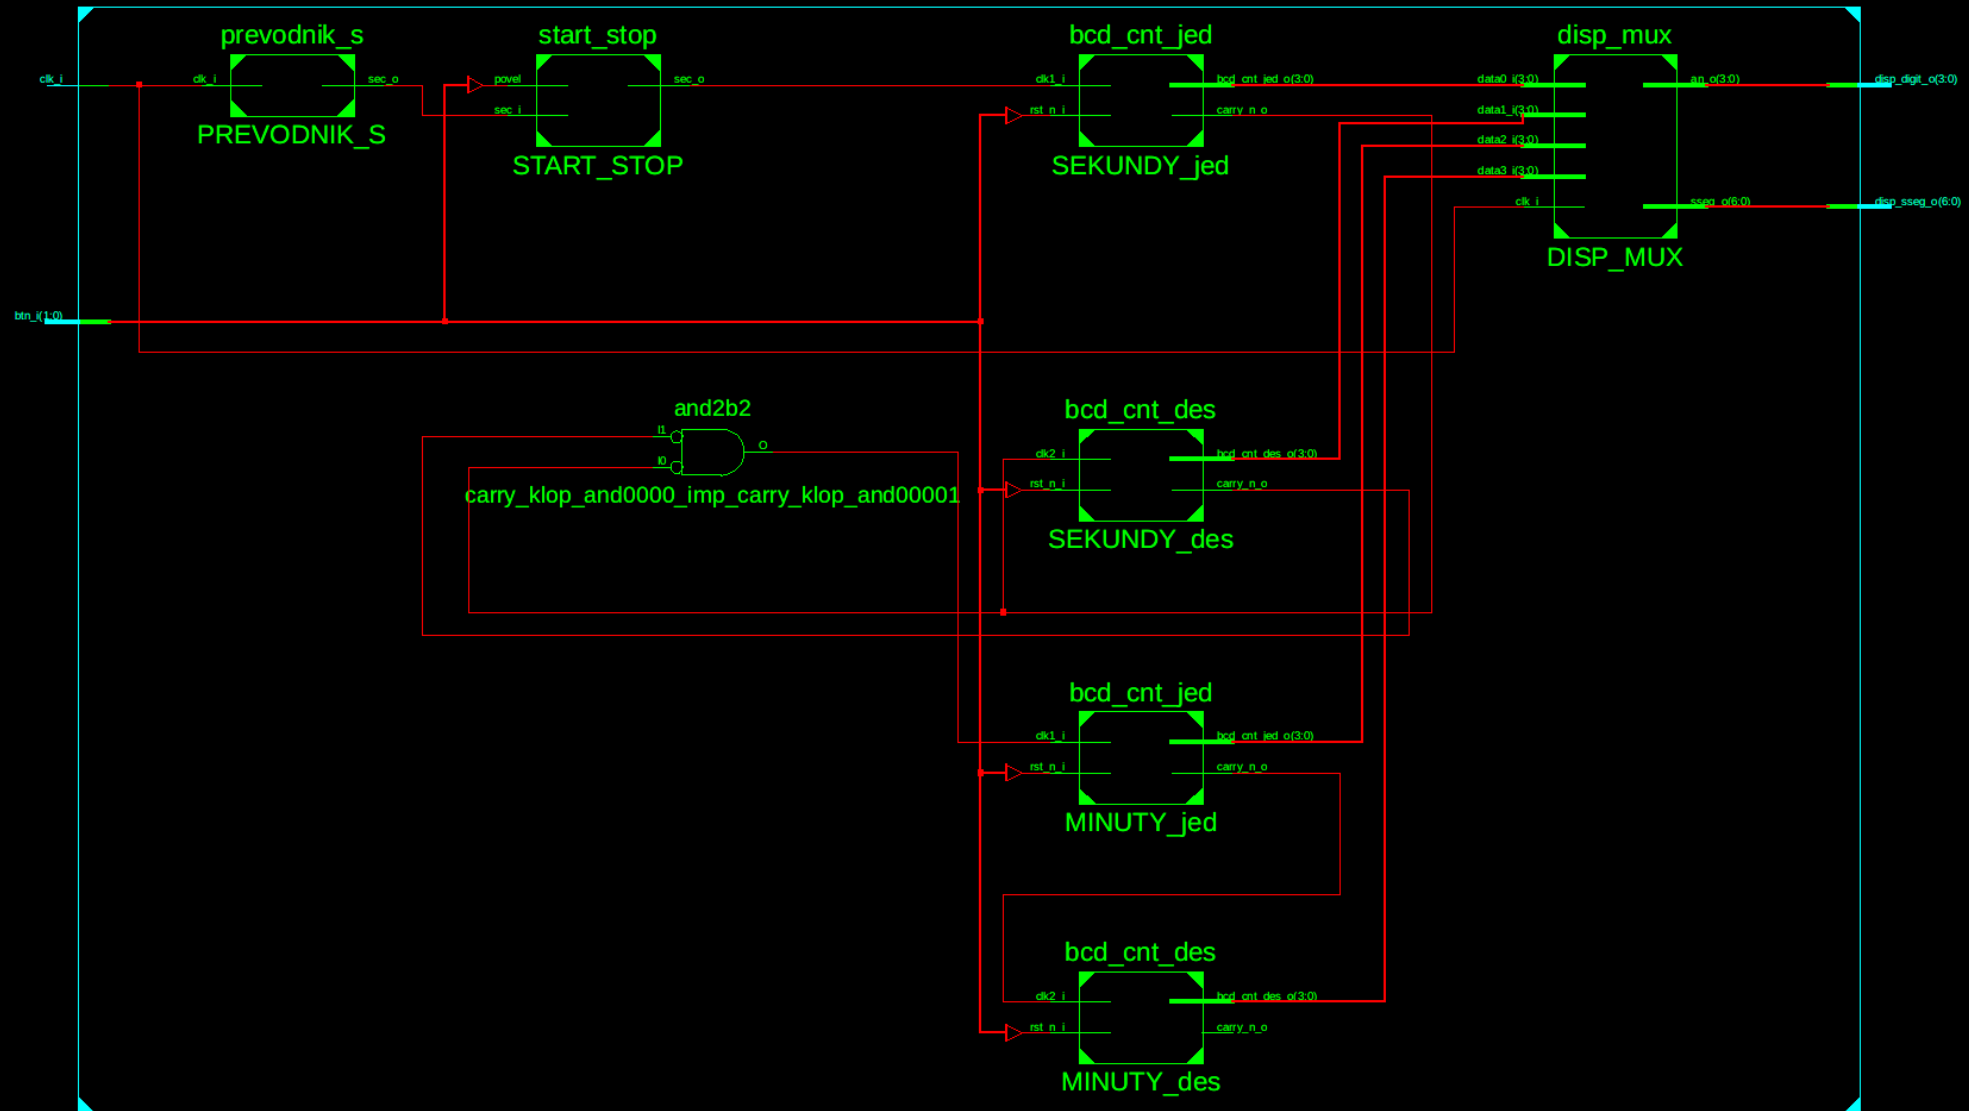 prevodnik_s
start_stop
bcd_cnt_jed
disp_mux
clk_i
clk_i
sec_o
povel
sec_o
clk1_i
bcd_cnt_jed_o(3:0)
data0_i(3:0)
an_o(3:0)
disp_digit_o(3:0)
sec_i
rst_n_i
carry_n_o
data1_i(3:0)
PREVODNIK_S
START_STOP
SEKUNDY_jed
data2_i(3:0)
data3_i(3:0)
clk_i
sseg_o(6:0)
disp_sseg_o(6:0)
DISP_MUX
btn_i(1:0)
and2b2
bcd_cnt_des
I1
O
I0
clk2_i
bcd_cnt_des_o(3:0)
rst_n_i
carry_n_o
carry_klop_and0000_imp_carry_klop_and00001
SEKUNDY_des
bcd_cnt_jed
clk1_i
bcd_cnt_jed_o(3:0)
rst_n_i
carry_n_o
MINUTY_jed
bcd_cnt_des
clk2_i
bcd_cnt_des_o(3:0)
rst_n_i
carry_n_o
MINUTY_des